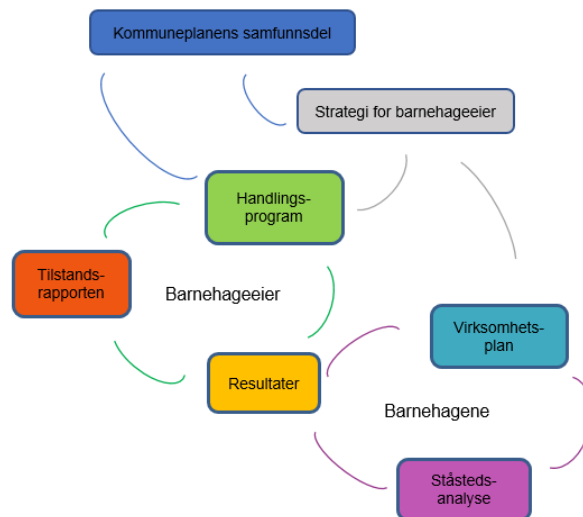 Kommuneplanens samfunnsdel
Strategi for barnehageeier
Handlings-
program
Tilstands-
rapporten
Barnehageeier
Virksomhets-
plan
Resultater
Barnehagene
Ståsteds-
analyse